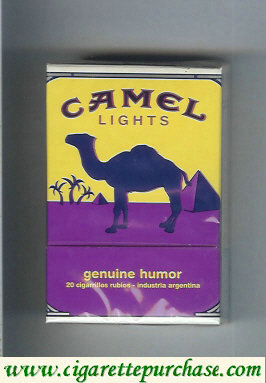 CAMEL
LIGHTS
genuine humor
20 cigarrillos rubios - industria argentina
www.cigarettepurchase.com